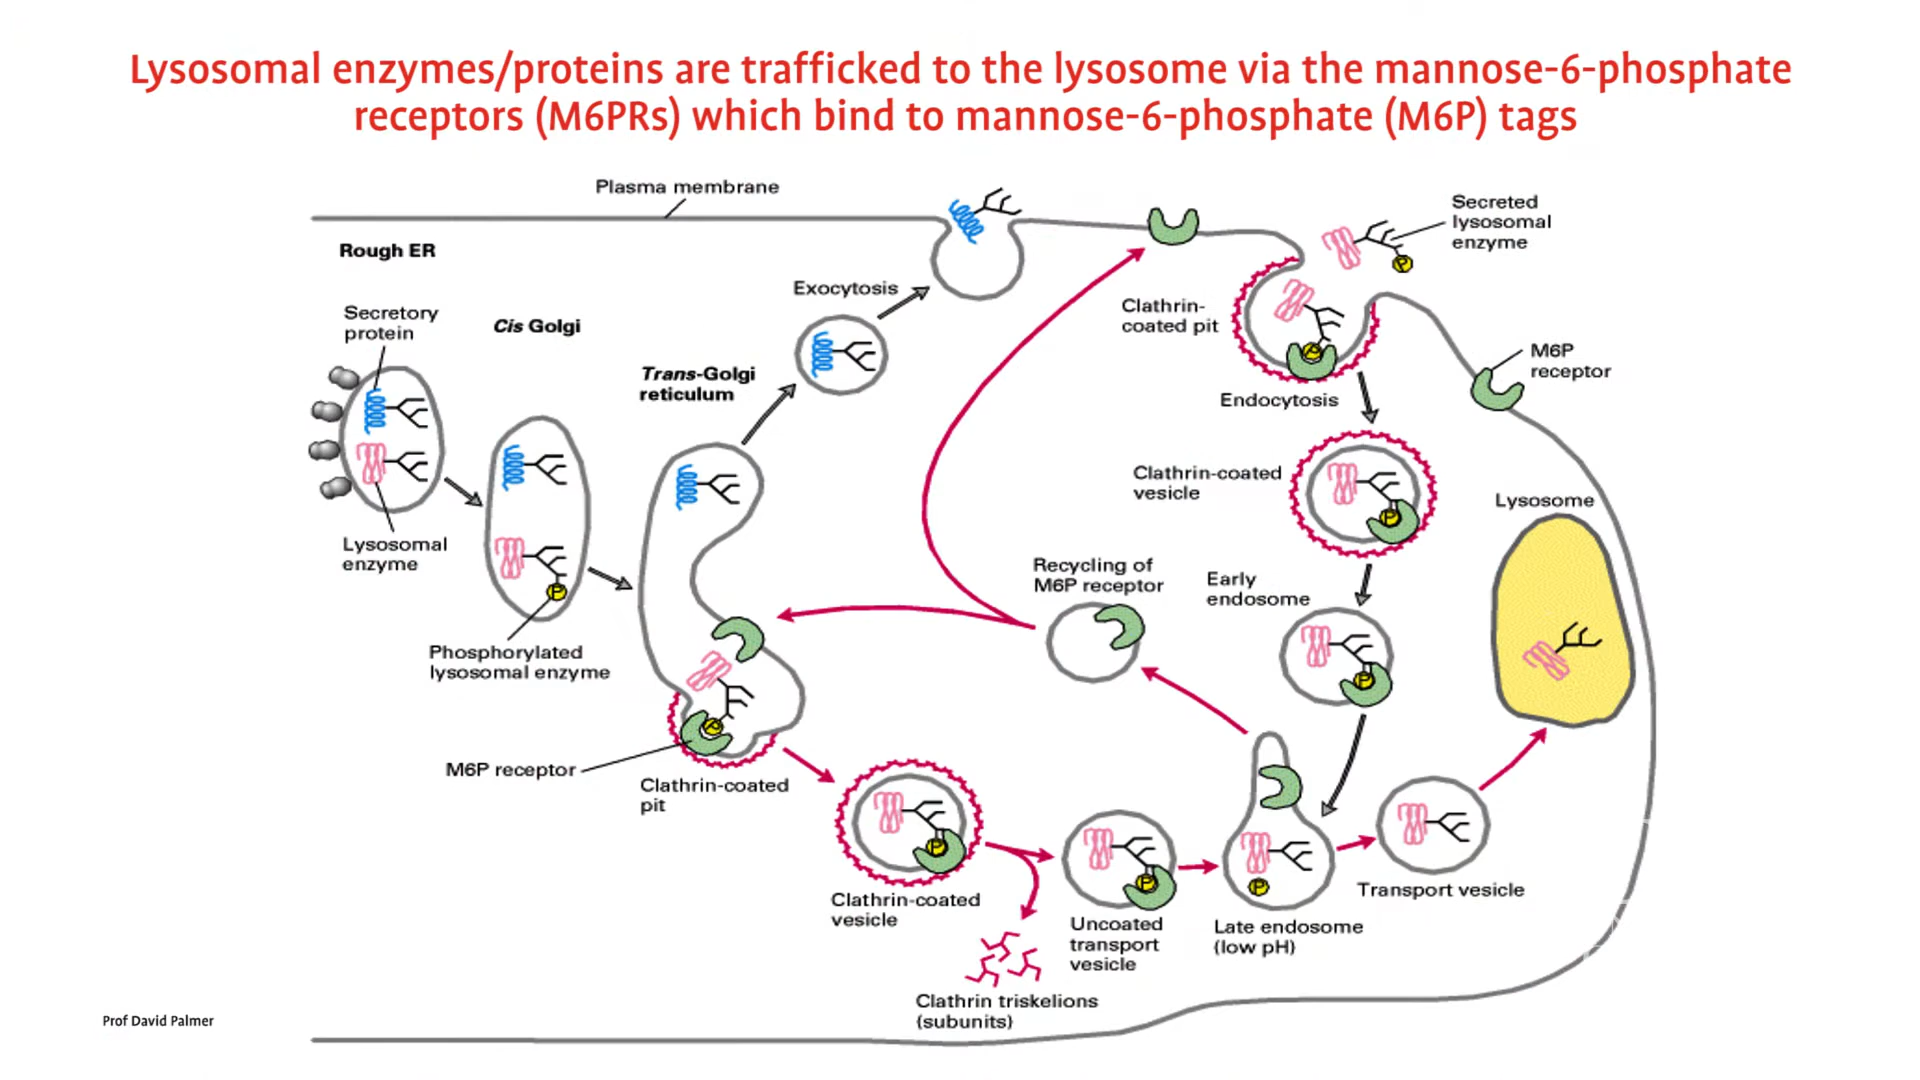 Lysosomal enzymes/proteins are trafficked to the lysosome via the mannose-6-phosphate
receptors (M6PRs) which bind to mannose-6-phosphate (M6P) tags
Plasma membrane
Secreted
lysosomal
enzyme
Rough ER
Exocytosis
Secretory
protein
Cis Golgi
Clathrin-
coated pit
M6P
receptor
Trans-Golgi
reticulum
Endocytosis
Clathrin-coated
vesicle
Lysosome
Lysosomal
enzyme
Recycling of
M6P receptor
Early
endosome
P
Phosphorylated
lysosomal enzyme
P
P
P
P
P
M6P receptor
Clathrin-coated
pit
P
P
P
Clathrin-coated
vesicle
Uncoated
transport
vesicle
Late endosome
(low pH)
Transport vesicle
Clathrin triskelions
(subunits)
Prof David Palmer